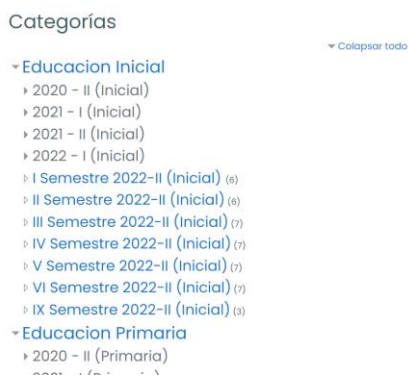 Categorías
Colapsar todo
Educacion Inicial
2020 - II (Inicial)
2021 - I (Inicial)
2021 - II (Inicial)
2022 - I (Inicial)
I Semestre 2022-II (Inicial) (6)
II Semestre 2022-II (Inicial) (6)
III Semestre 2022-II (Inicial) (7)
IV Semestre 2022-II (Inicial) (7)
V Semestre 2022-II (Inicial) (7)
VI Semestre 2022-II (Inicial) (7)
IX Semestre 2022-II (Inicial) (3)
Educacion Primaria
2020 - II (Primaria)